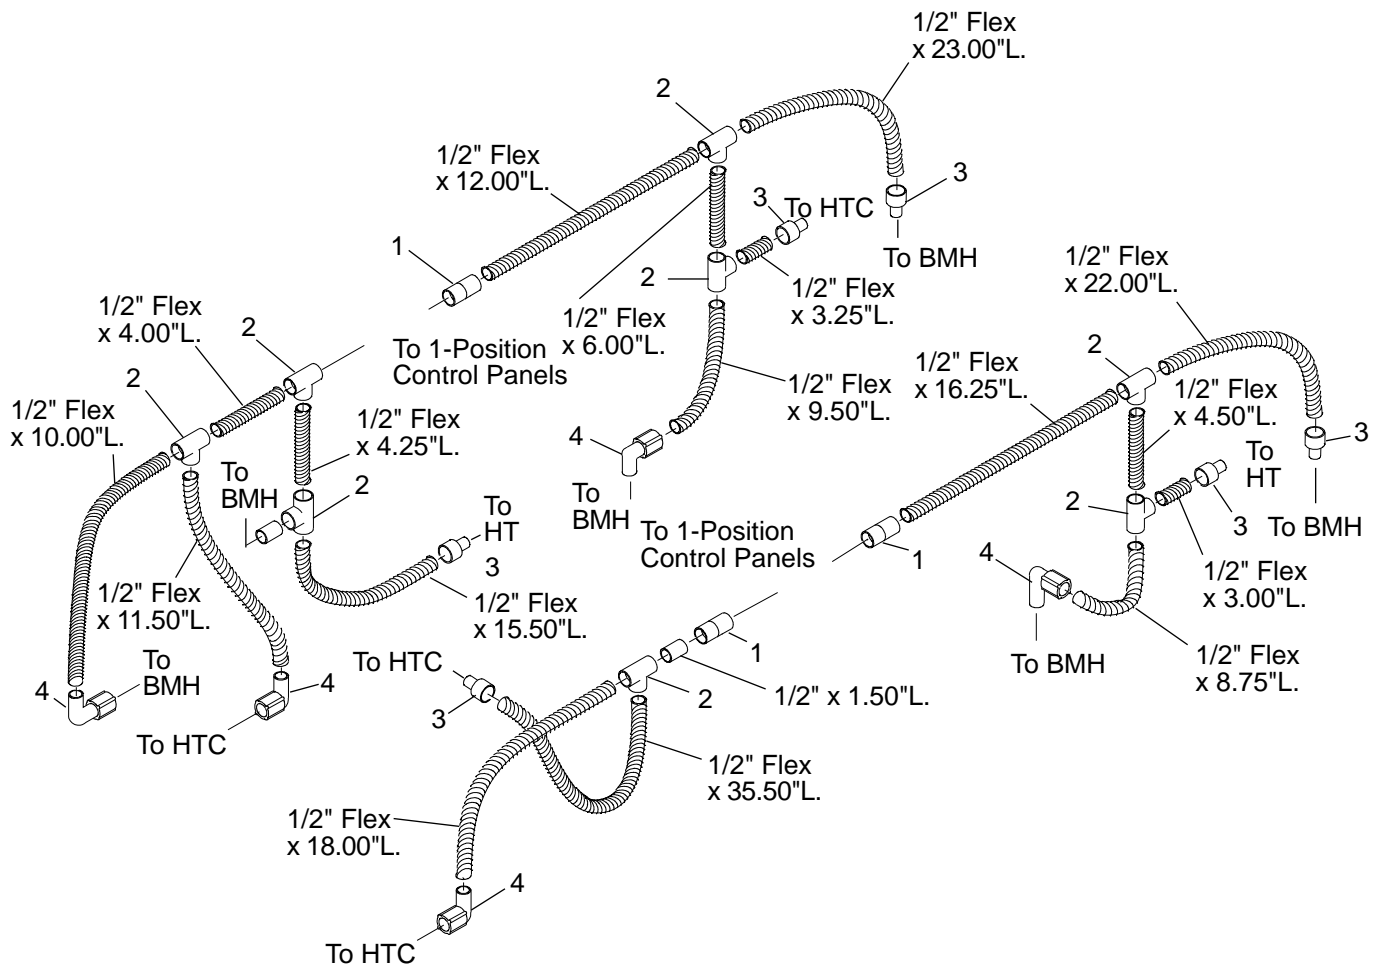 1/2" Flex
x 23.00"L.
2
1/2" Flex
x 12.00"L.
3
3
To HTC
1
To BMH
2
1/2" Flex
x 3.25"L.
1/2" Flex
x 6.00"L.
1/2" Flex
x 22.00"L.
1/2" Flex
x 4.00"L.
2
To 1-Position
Control Panels
2
1/2" Flex
x 10.00"L.
1/2" Flex
x 9.50"L.
1/2" Flex
x 16.25"L.
2
1/2" Flex
x 4.50"L.
4
1/2" Flex
x 4.25"L.
To
BMH
2
To
BMH
To
HT
3
3
To BMH
2
To
HT
3
To 1-Position
Control Panels
1
4
1/2" Flex
x 3.00"L.
1/2" Flex
x 11.50"L.
1/2" Flex
x 15.50"L.
To BMH
1/2" Flex
x 8.75"L.
To
BMH
4
4
To HTC
To HTC
3
1
2
1/2" x 1.50"L.
1/2" Flex
x 35.50"L.
1/2" Flex
x 18.00"L.
4
To HTC